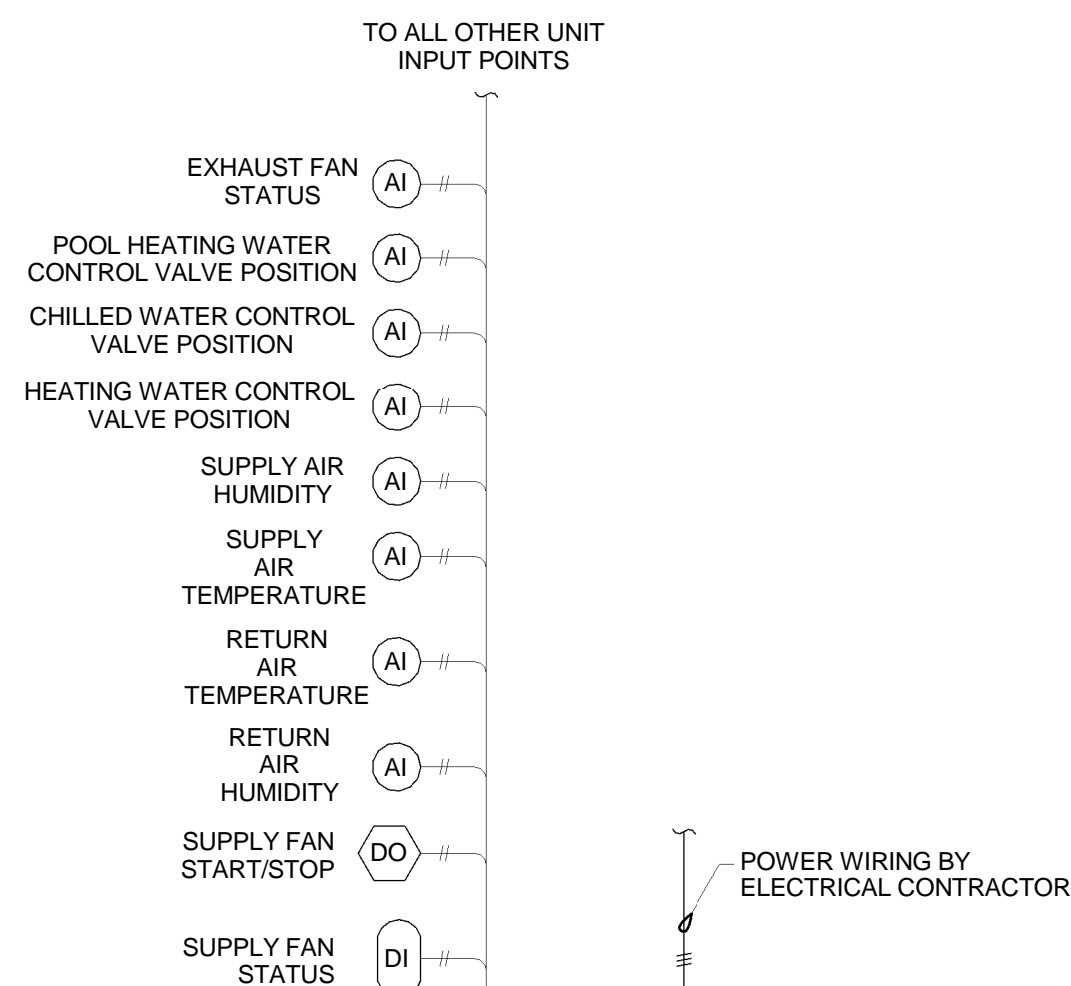 TO ALL OTHER UNIT
INPUT POINTS
EXHAUST FAN
STATUS
AI
POOL HEATING WATER
CONTROL VALVE POSITION
AI
CHILLED WATER CONTROL
VALVE POSITION
AI
HEATING WATER CONTROL
VALVE POSITION
AI
SUPPLY AIR
HUMIDITY
AI
SUPPLY
AIR
TEMPERATURE
AI
RETURN
AIR
TEMPERATURE
AI
RETURN
AIR
HUMIDITY
AI
SUPPLY FAN
START/STOP
DO
POWER WIRING BY
ELECTRICAL CONTRACTOR
SUPPLY FAN
STATUS
DI